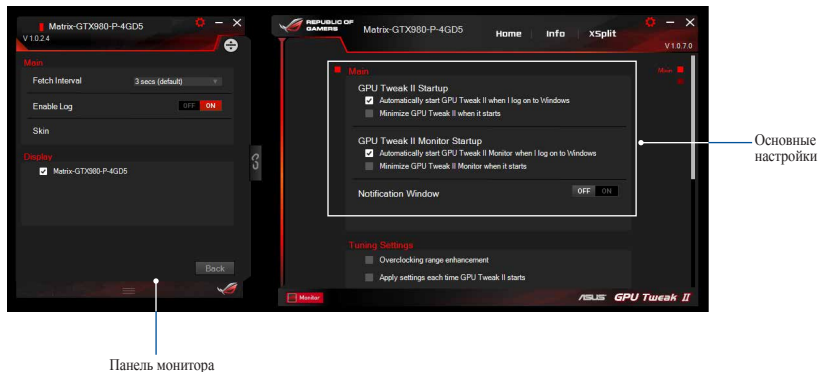 Matrix-GTX980-P-4GD5
V 1.0.2.4
Main
Fetch Interval
3 secs (default)
Enable Log
OFF ON
Skin
Display
Matrix-GTX980-P-4GD5
Back
REPUBLIC OF
GAMERS
Matrix-GTX980-P-4GD5
Home
Info
XSplit
V 1.0.7.0
Main
Main
GPU Tweak II Startup
Automatically start GPU Tweak II when I log on to Windows
Minimize GPU Tweak II when it starts
GPU Tweak II Monitor Startup
Automatically start GPU Tweak II Monitor when I log on to Windows
Minimize GPU Tweak II Monitor when it starts
Notification Window
OFF ON
Tuning Settings
Overclocking range enhancement
Apply settings each time GPU Tweak II starts
Monitor
ASUS GPU Tweak II
Основные
настройки
Панель монитора